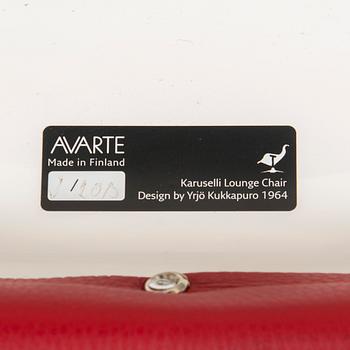 AVARTE
Made in Finland
Karuselli Lounge Chair
Design by Yrjö Kukkapuro 1964